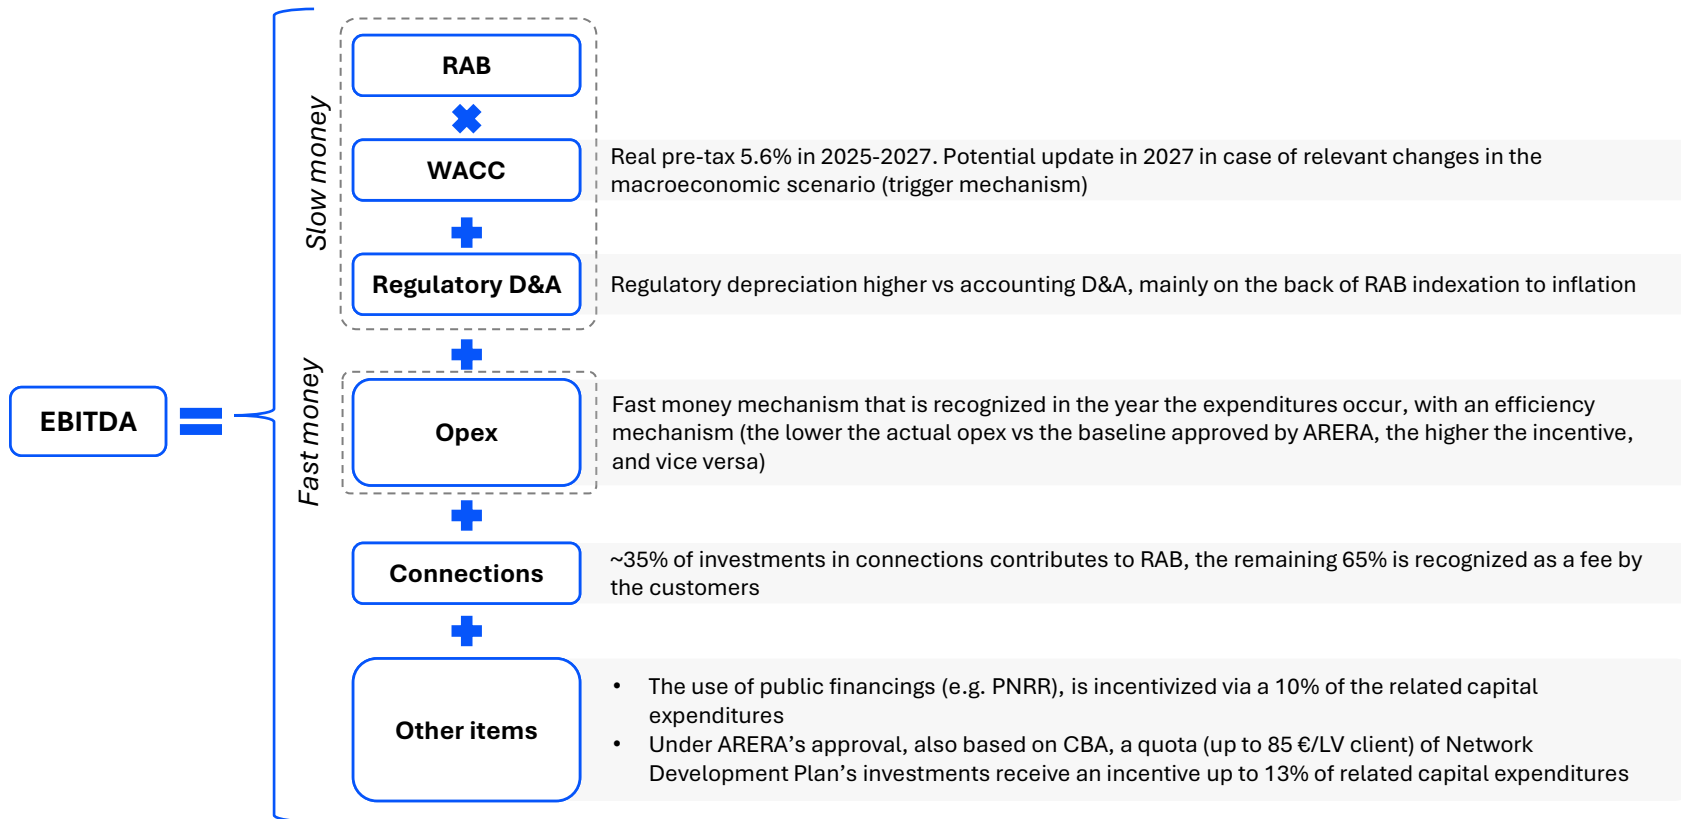 RAB
Slow money
WACC
Real pre-tax 5.6% in 2025-2027. Potential update in 2027 in case of relevant changes in the
macroeconomic scenario (trigger mechanism)
Regulatory D&A
Regulatory depreciation higher vs accounting D&A, mainly on the back of RAB indexation to inflation
EBITDA
Fast money
Opex
Fast money mechanism that is recognized in the year the expenditures occur, with an efficiency
mechanism (the lower the actual opex vs the baseline approved by ARERA, the higher the incentive,
and vice versa)
Connections
~35% of investments in connections contributes to RAB, the remaining 65% is recognized as a fee by
the customers
Other items
• The use of public financings (e.g. PNRR), is incentivized via a 10% of the related capital
expenditures
• Under ARERA’s approval, also based on CBA, a quota (up to 85 €/LV client) of Network
Development Plan’s investments receive an incentive up to 13% of related capital expenditures